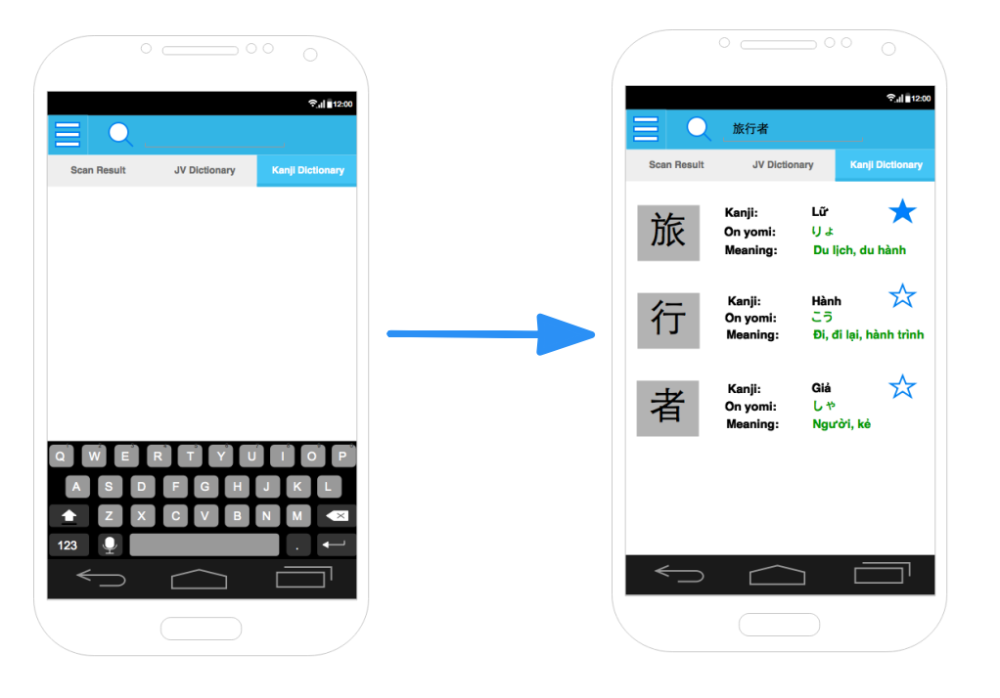 12:00
Scan Result JV Dictionary Kanji Dictionary
Q W E R T Y U I O P
A S D F G H J K L
Z X C V B N M
123 .
12:00
旅行者
Scan Result JV Dictionary Kanji Dictionary
旅
Kanji: Lữ
On yomi: りょ
Meaning: Du lịch, du hành
行
Kanji: Hành
On yomi: こう
Meaning: Đi, đi lại, hành trình
者
Kanji: Giả
On yomi: しゃ
Meaning: Người, kẻ